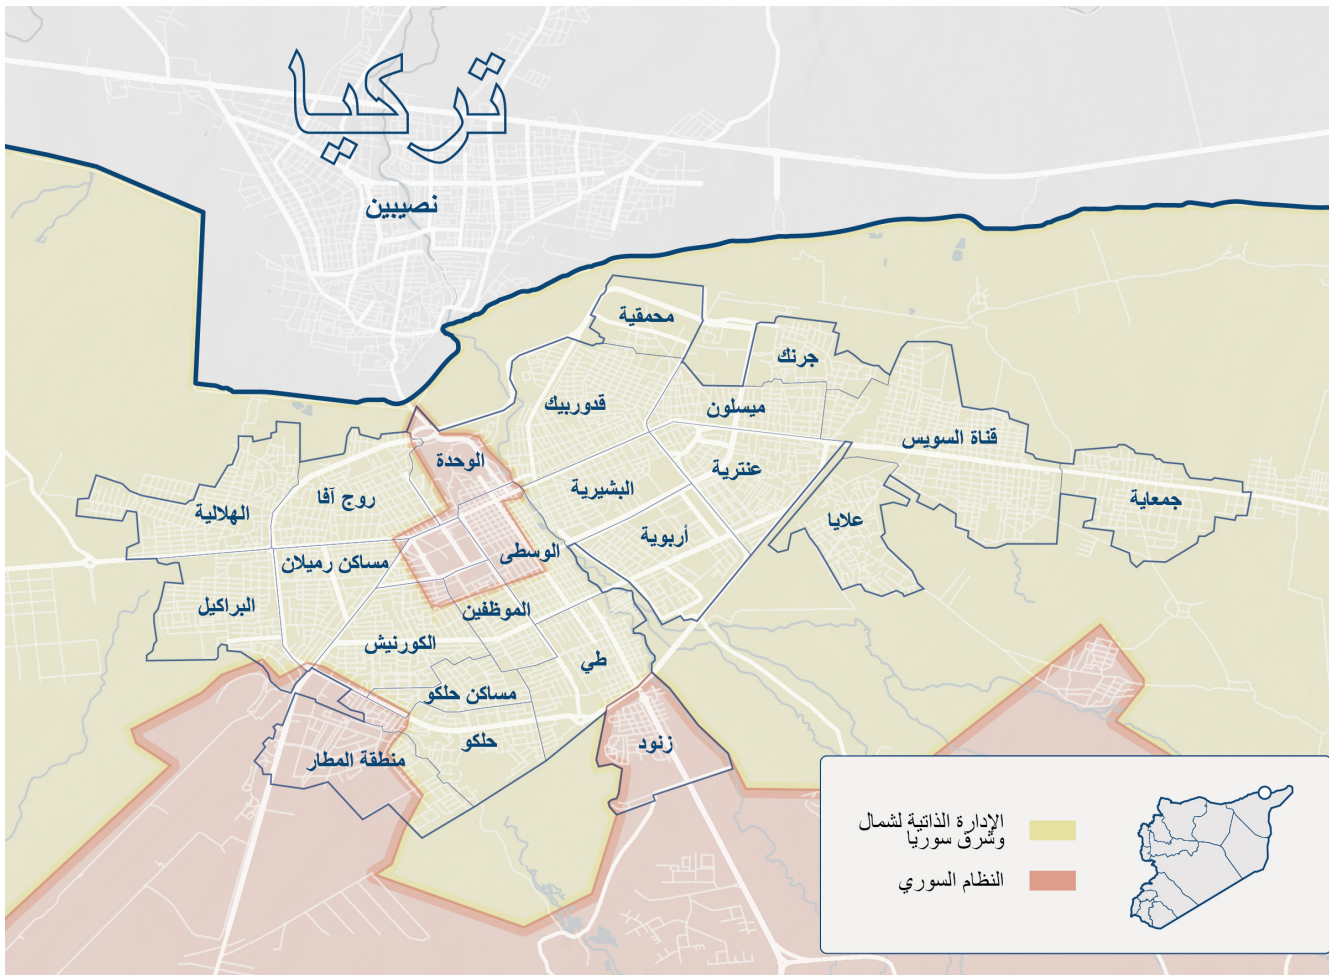 تركيا
نصيبين
محمقية
جرنك
قدوربيك
ميسلون
قناة السويس
الوحدة
عنترية
البشيرية
جمعاية
روج آفا
الهلالية
علايا
أربوية
الوسطى
مساكن رميلان
البراكيل
الموظفين
الكورنيش
طي
مساكن حلكو
حلكو
زنود
منطقة المطار
الإدارة الذاتية لشمال
وشرق سوريا
النظام السوري